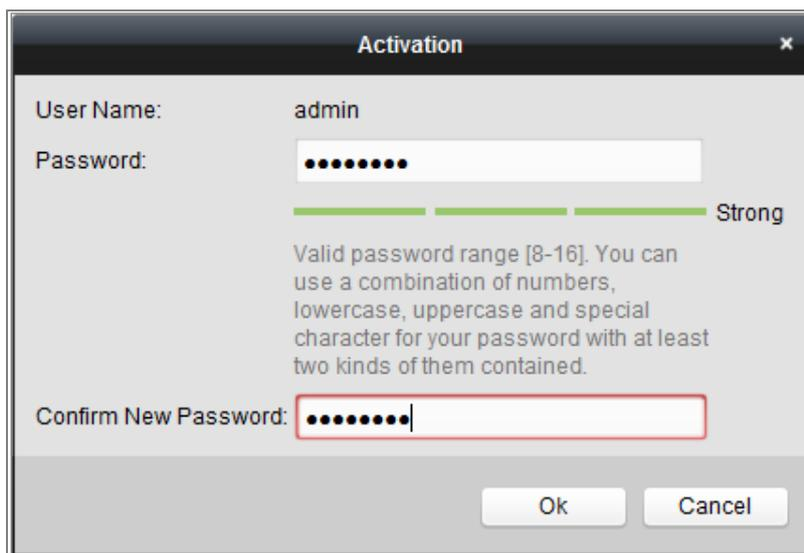 Activation
×
User Name: admin
Password: ●●●●●●●●
Strong
Valid password range [8-16]. You can
use a combination of numbers,
lowercase, uppercase and special
character for your password with at least
two kinds of them contained.
Confirm New Password: ●●●●●●●●
Ok Cancel